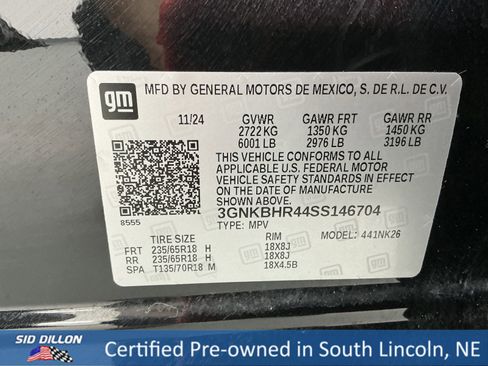 gm
MFD BY GENERAL MOTORS DE MEXICO, S. DE R.L. DE C.V.
11/24 GVWR GAWR FRT GAWR RR
2722 KG 1350 KG 1450 KG
6001 LB 2976 LB 3196 LB
THIS VEHICLE CONFORMS TO ALL
APPLICABLE U.S. FEDERAL MOTOR
VEHICLE SAFETY, BUMPER, AND THEFT
PREVENTION STANDARDS IN EFFECT ON
THE DATE OF MANUFACTURE SHOWN ABOVE.
8555 3GNKBHR44SS146704
TYPE: MPV MODEL: 441NK26
TIRE SIZE RIM
FRT 235/65R18 H 18X8J
RR 235/65R18 H 18X8J
SPA T135/70R18 M 18X4.5B
SID DILLON
Certified Pre-owned in South Lincoln, NE